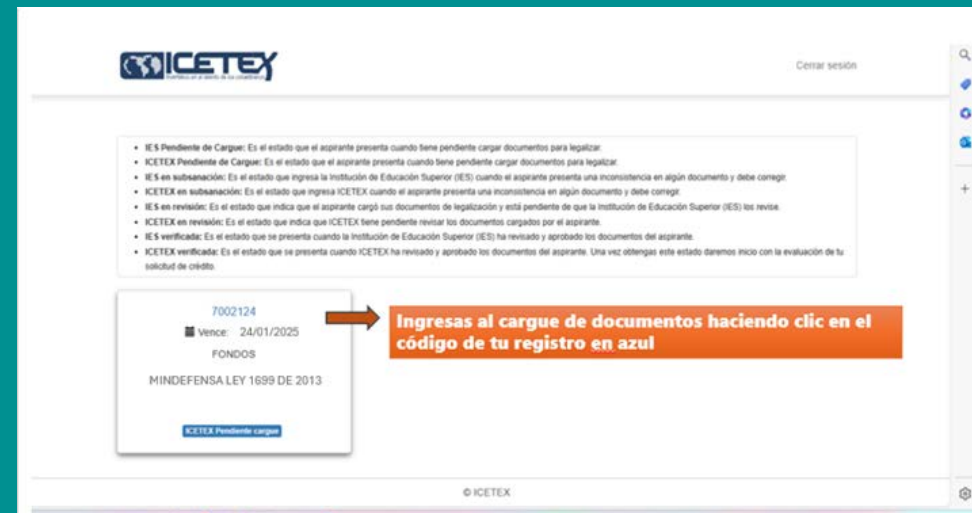 ICETEX
Cerrar sesión
• IES Pendiente de Cargue: Es el estado que el aspirante presenta cuando tiene pendiente cargar documentos para legalizar.
• ICETEX Pendiente de Cargue: Es el estado que el aspirante presenta cuando tiene pendiente cargar documentos para legalizar.
• IES en subsanación: Es el estado que ingresa la Institución de Educación Superior (IES) cuando el aspirante presenta una inconsistencia en algún documento y debe corregir.
• ICETEX en subsanación: Es el estado que ingresa ICETEX cuando el aspirante presenta una inconsistencia en algún documento y debe corregir.
• IES en revisión: Es el estado que indica que el aspirante cargó sus documentos de legalización y está pendiente de que la Institución de Educación Superior (IES) los revise.
• ICETEX en revisión: Es el estado que indica que ICETEX tiene pendiente revisar los documentos cargados por el aspirante.
• IES verificada: Es el estado que se presenta cuando la Institución de Educación Superior (IES) ha revisado y aprobado los documentos del aspirante.
• ICETEX verificada: Es el estado que se presenta cuando ICETEX ha revisado y aprobado los documentos del aspirante. Una vez obtengas este estado daremos inicio con la evaluación de tu
solicitud de crédito.
7002124
Vence: 24/01/2025
FONDOS
MINDEFENSA LEY 1699 DE 2013
ICETEX Pendiente cargue
Ingresas al cargue de documentos haciendo clic en el
código de tu registro en azul
© ICETEX